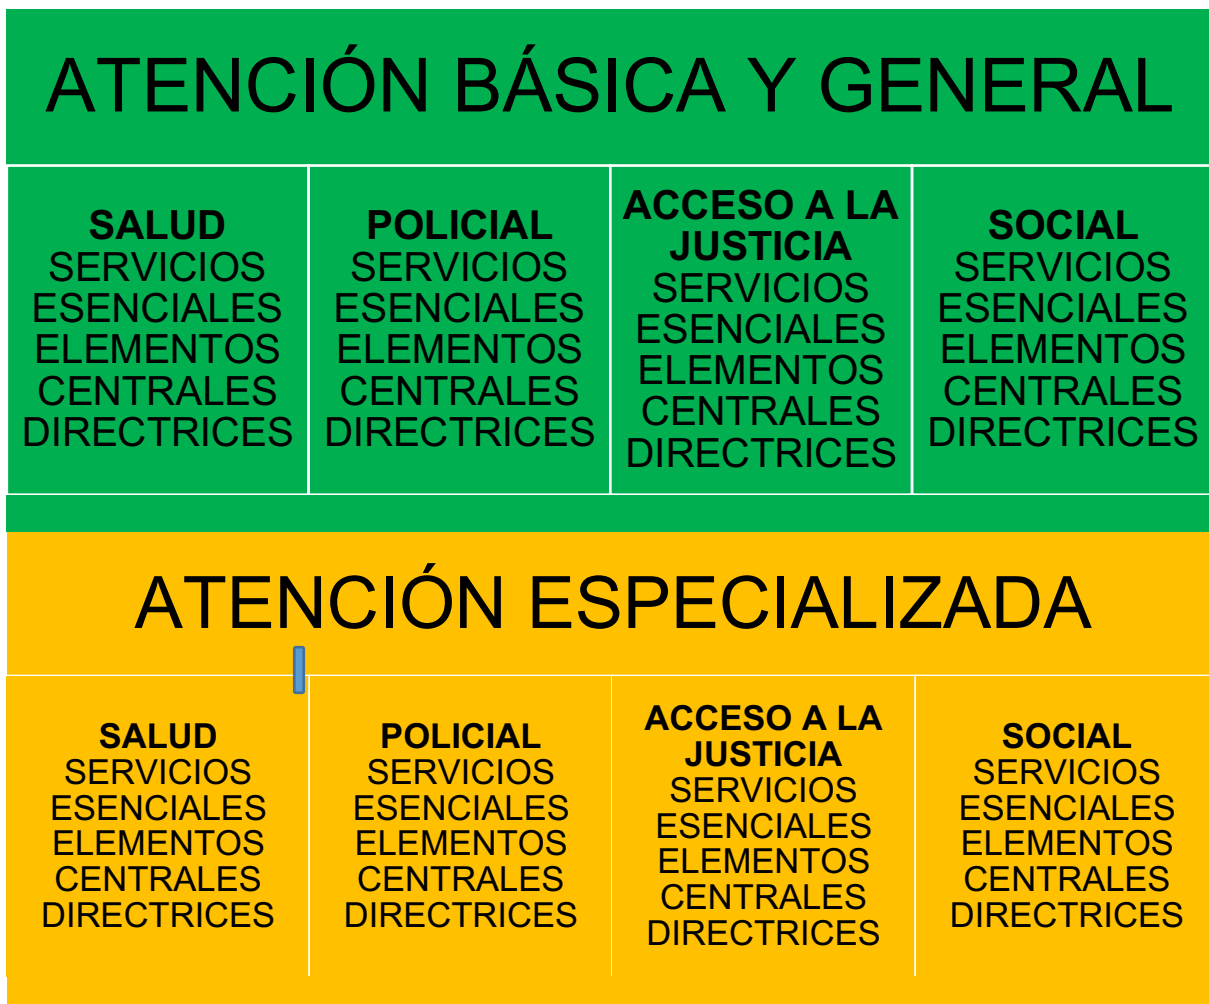 ATENCIÓN BÁSICA Y GENERAL
SALUD
SERVICIOS
ESENCIALES
ELEMENTOS
CENTRALES
DIRECTRICES
POLICIAL
SERVICIOS
ESENCIALES
ELEMENTOS
CENTRALES
DIRECTRICES
ACCESO A LA
JUSTICIA
SERVICIOS
ESENCIALES
ELEMENTOS
CENTRALES
DIRECTRICES
SOCIAL
SERVICIOS
ESENCIALES
ELEMENTOS
CENTRALES
DIRECTRICES
ATENCIÓN ESPECIALIZADA
SALUD
SERVICIOS
ESENCIALES
ELEMENTOS
CENTRALES
DIRECTRICES
POLICIAL
SERVICIOS
ESENCIALES
ELEMENTOS
CENTRALES
DIRECTRICES
ACCESO A LA
JUSTICIA
SERVICIOS
ESENCIALES
ELEMENTOS
CENTRALES
DIRECTRICES
SOCIAL
SERVICIOS
ESENCIALES
ELEMENTOS
CENTRALES
DIRECTRICES